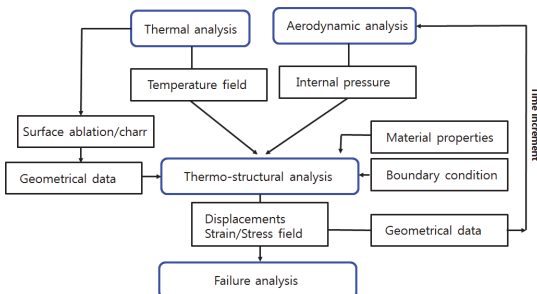 Thermal analysis
Aerodynamic analysis
Temperature field
Internal pressure
Time increment
Surface ablation/charr
Material properties
Geometrical data
Thermo-structural analysis
Boundary condition
Displacements
Strain/Stress field
Geometrical data
Failure analysis